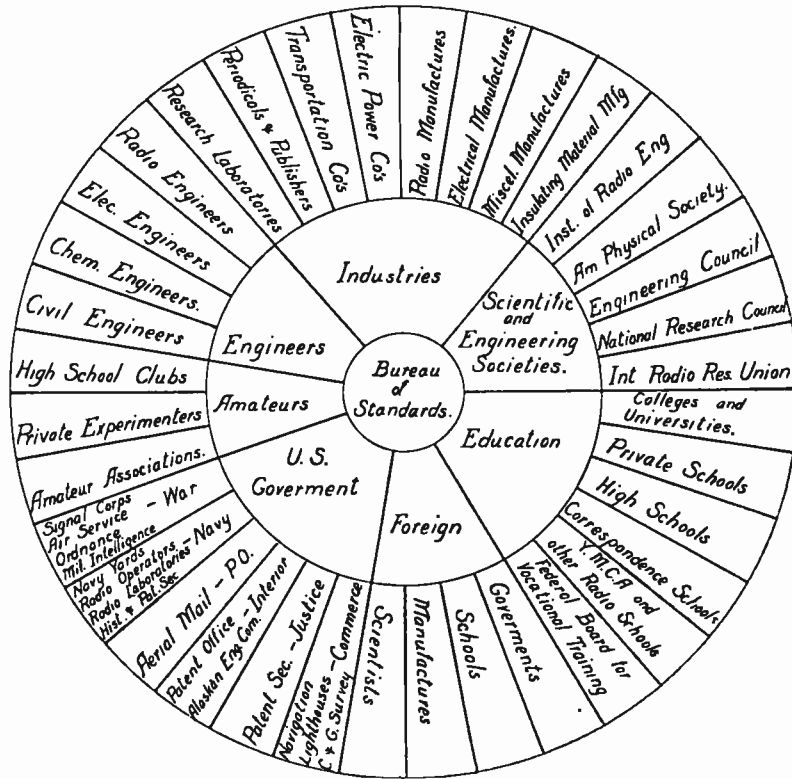 Bureau
of
Standards.
Industries
Scientific
and
Engineering
Societies.
Education
Foreign
U.S.
Goverment
Amateurs
Engineers
Research Laboratories
Periodicals & Publishers
Transportation Co's
Electric Power Co's
Radio Manufactures
Electrical Manufactures.
Miscel. Manufactures
Insulating Material Mfg
Inst. of Radio Eng
Am Physical Society.
Engineering Council
National Research Council
Int Radio Res. Union
Colleges and
Universities.
Private Schools
High Schools
Correspondence Schools
Y.M.C.A and
other Radio Schools
Federal Board for
Vocational Training
Goverments
Schools
Manufactures
Scientists
Navigation
Lighthouses - Commerce
C & G. Survey
Patent Sec. - Justice
Patent Office - Interior
Alaskan Eng Com.
Aerial Mail - P.O.
Navy Yards
Radio Operators - Navy
Radio Laboratories
Hist. & Pat. Sec
Signal Corps
Air Service - War
Ordnance
Mil. Intelligence
Amateur Associations.
Private Experimenters
High School Clubs
Civil Engineers
Chem. Engineers.
Elec. Engineers
Radio Engineers